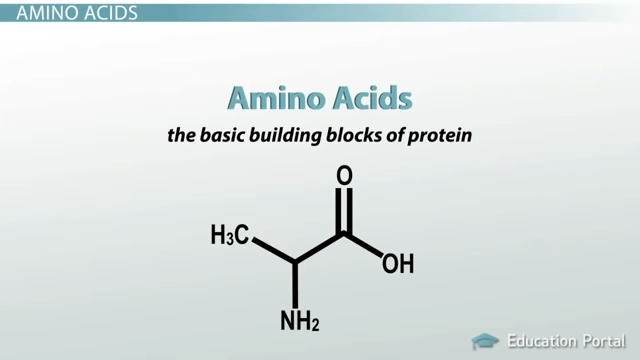 AMINO ACIDS
Amino Acids
the basic building blocks of protein
O
H₃C
OH
NH₂
Education Portal